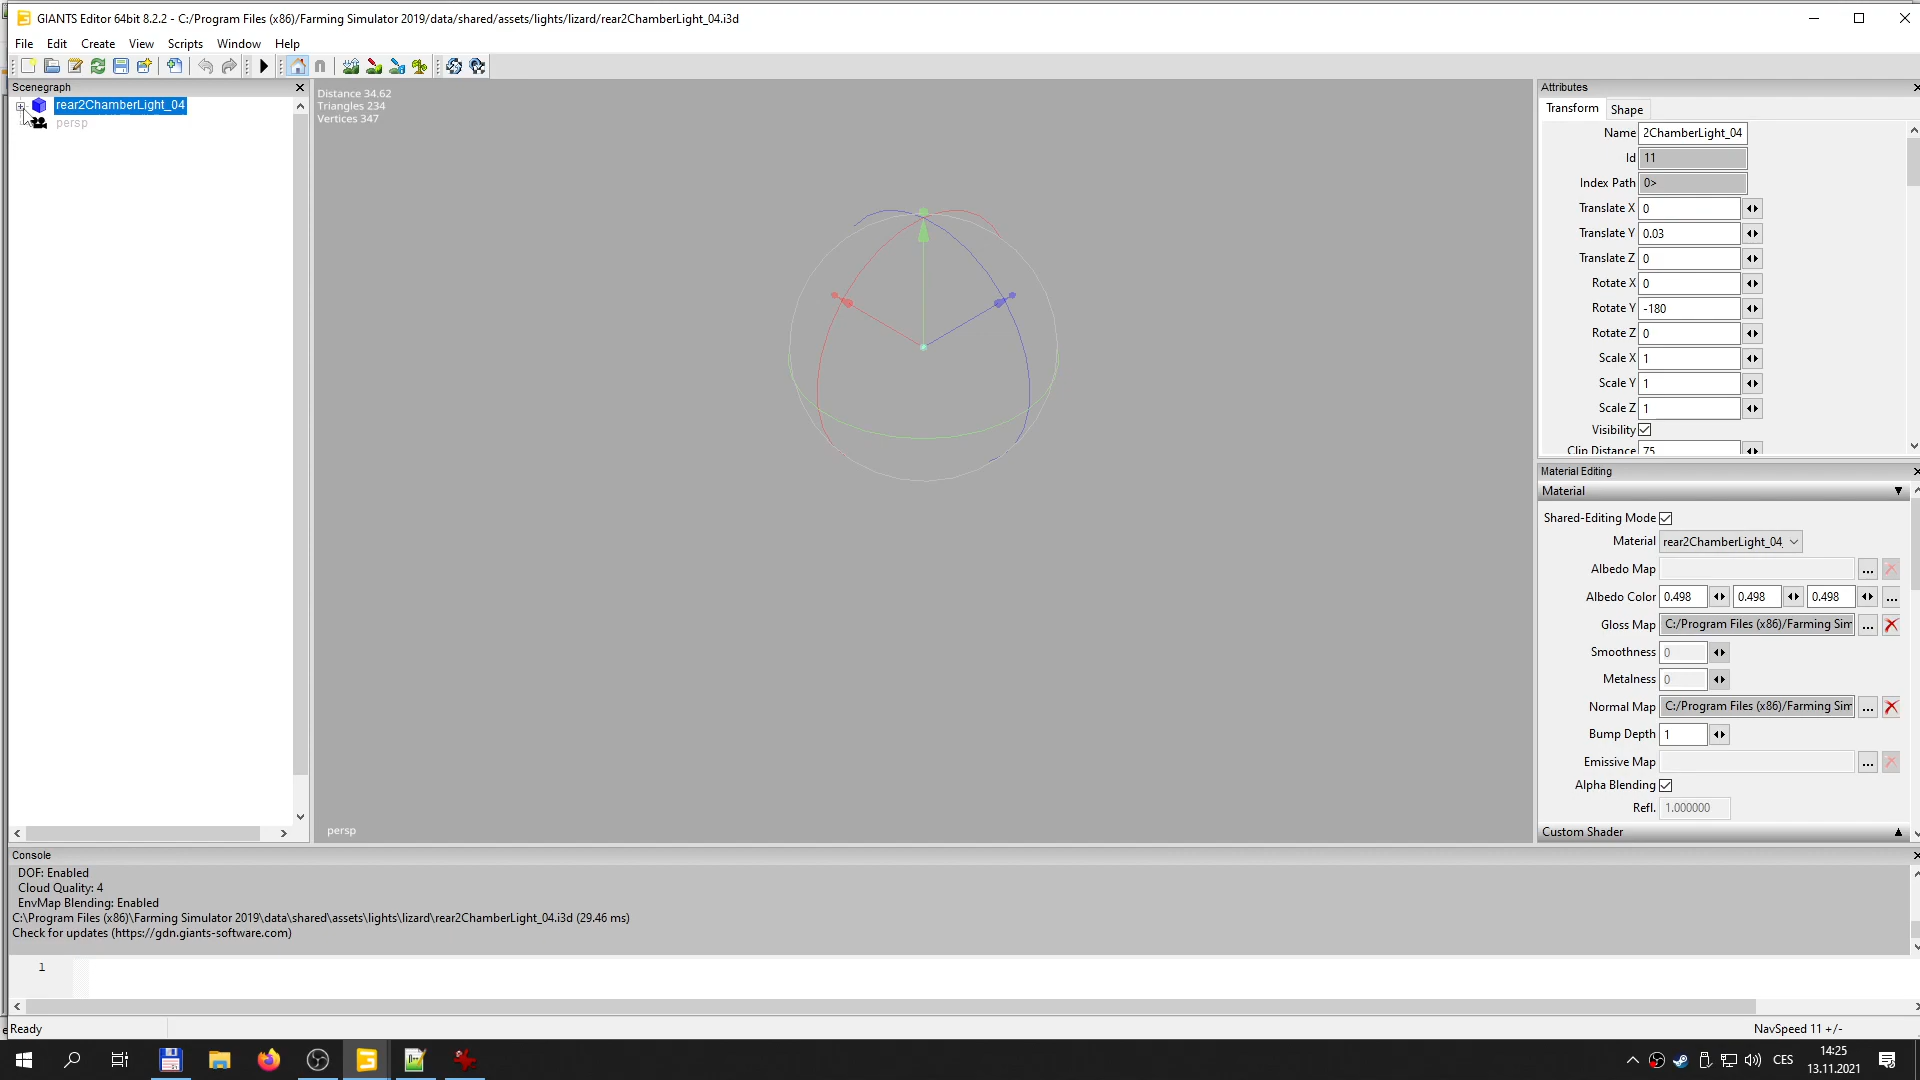 GIANTS Editor 64bit 8.2.2 - C:/Program Files (x86)/Farming Simulator 2019/data/shared/assets/lights/lizard/rear2ChamberLight_04.i3d
File Edit Create View Scripts Window Help
Scenegraph
rear2ChamberLight_04
persp
Distance 34.62
Triangles 234
Vertices 347
persp
Attributes
Transform Shape
Name 2ChamberLight_04
Id 11
Index Path 0>
Translate X 0
Translate Y 0.03
Translate Z 0
Rotate X 0
Rotate Y -180
Rotate Z 0
Scale X 1
Scale Y 1
Scale Z 1
Visibility
Clip Distance 75
Material Editing
Material
Shared-Editing Mode
Material rear2ChamberLight_04
Albedo Map ...
Albedo Color 0.498 0.498 0.498 ...
Gloss Map C:/Program Files (x86)/Farming Sim ...
Smoothness 0
Metalness 0
Normal Map C:/Program Files (x86)/Farming Sim ...
Bump Depth 1
Emissive Map ...
Alpha Blending
Refl. 1.000000
Custom Shader
Console
DOF: Enabled
Cloud Quality: 4
EnvMap Blending: Enabled
C:\Program Files (x86)\Farming Simulator 2019\data\shared\assets\lights\lizard\rear2ChamberLight_04.i3d (29.46 ms)
Check for updates (https://gdn.giants-software.com)
1
Ready
NavSpeed 11 +/-
CES
14:25
13.11.2021